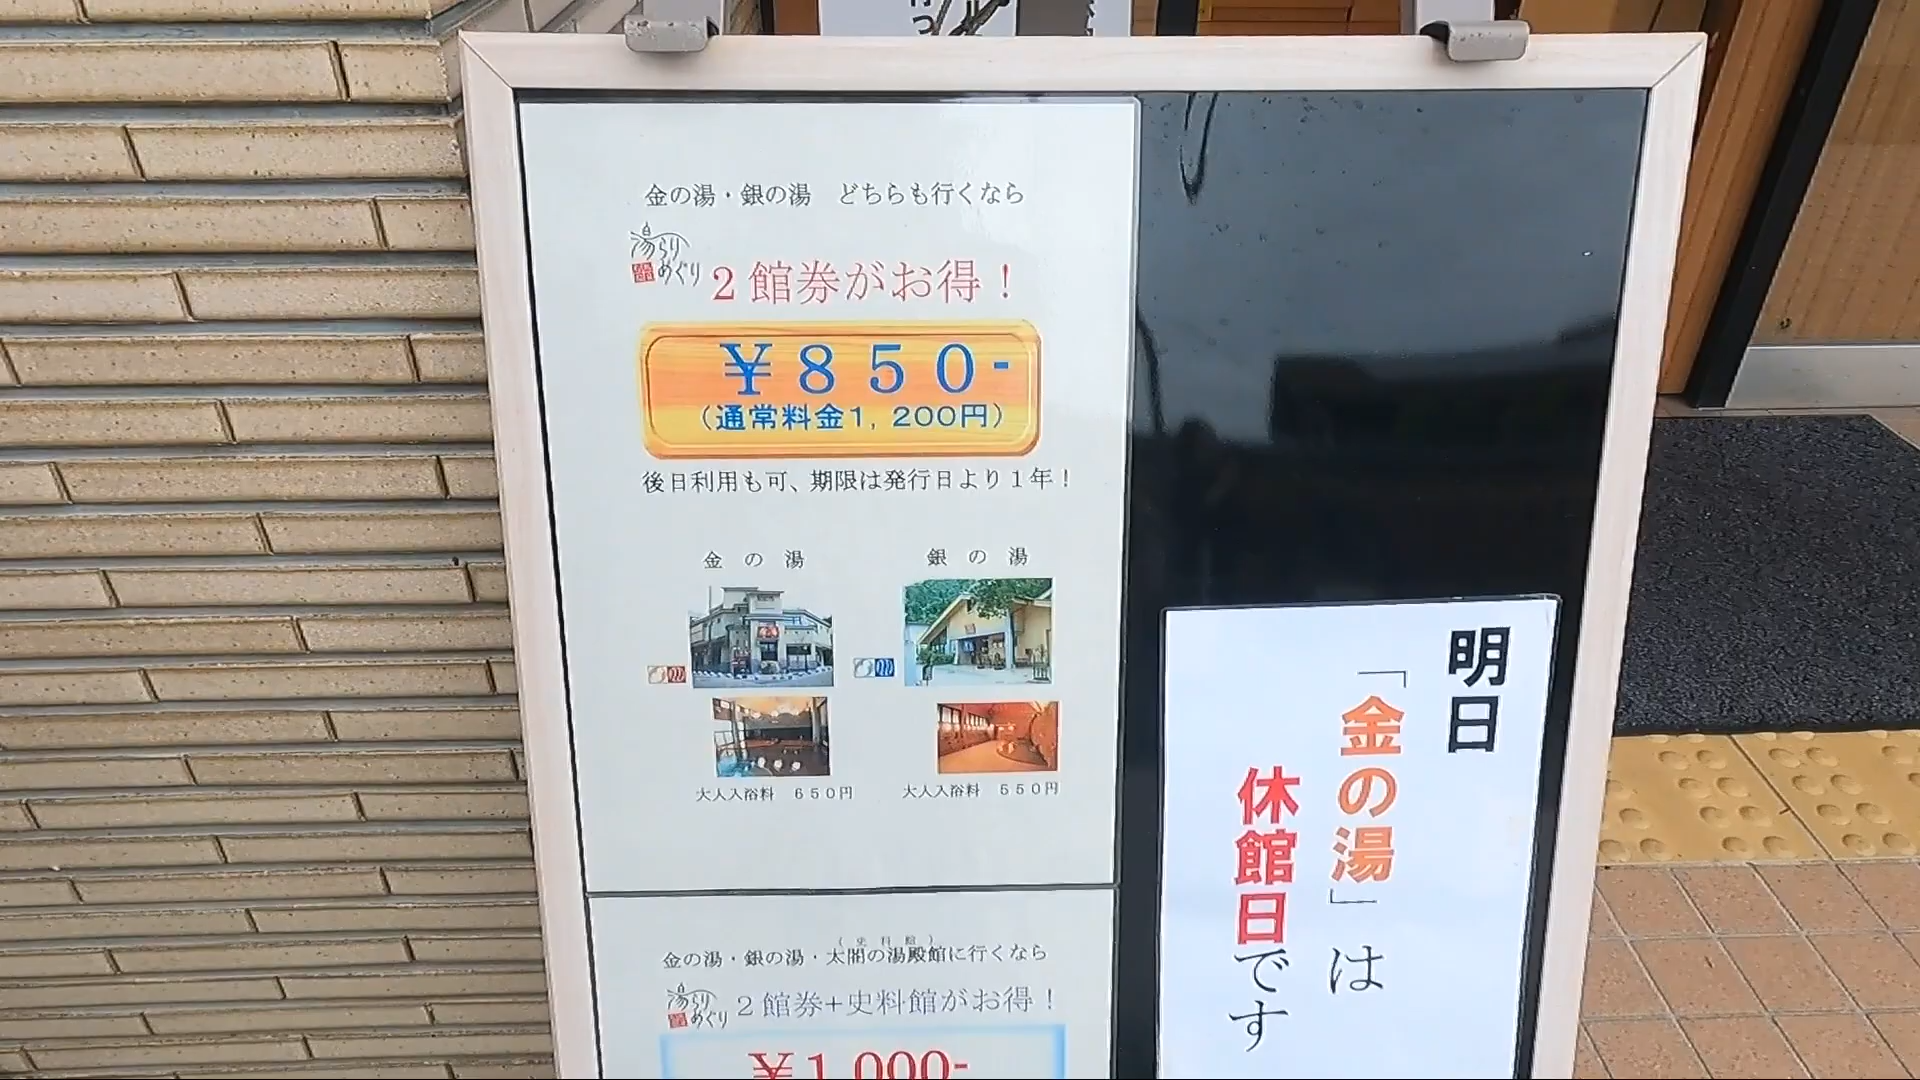 金の湯・銀の湯　どちらも行くなら
湯らり
めぐり
2館券がお得！
￥850-
（通常料金1,200円）
後日利用も可、期限は発行日より1年！
金の湯
銀の湯
大人入浴料　650円
大人入浴料　550円
（史料館）
金の湯・銀の湯・太閤の湯殿館に行くなら
湯らり
めぐり
2館券+史料館がお得！
￥1,000-
明日
「金の湯」は
休館日です